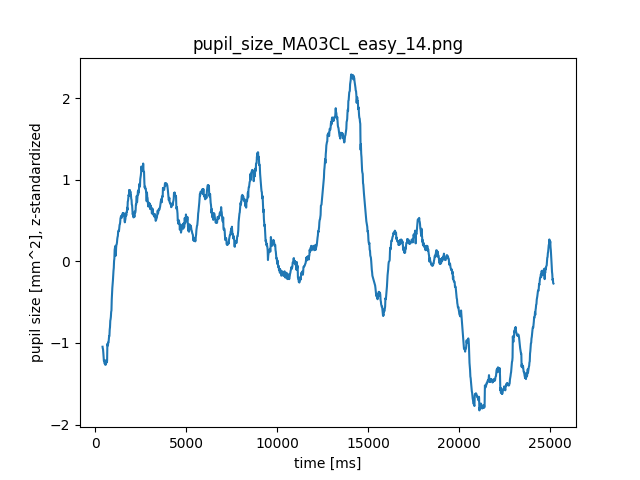 pupil_size_MA03CL_easy_14.png
pupil size [mm^2], z-standardized
2
1
0
−1
−2
0 5000 10000 15000 20000 25000
time [ms]